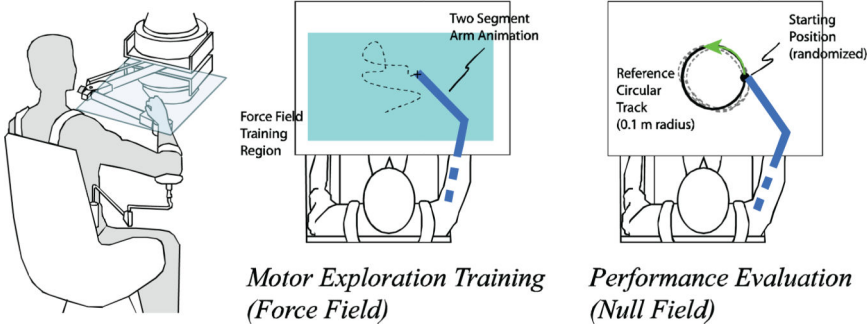 Two Segment
Arm Animation
Force Field
Training
Region
Motor Exploration Training
(Force Field)
Starting
Position
(randomized)
Reference
Circular
Track
(0.1 m radius)
Performance Evaluation
(Null Field)